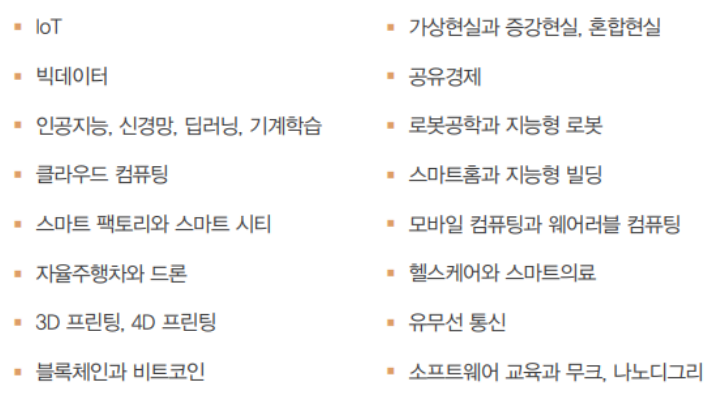 IoT
빅데이터
인공지능, 신경망, 딥러닝, 기계학습
클라우드 컴퓨팅
스마트 팩토리와 스마트 시티
자율주행차와 드론
3D 프린팅, 4D 프린팅
블록체인과 비트코인
가상현실과 증강현실, 혼합현실
공유경제
로봇공학과 지능형 로봇
스마트홈과 지능형 빌딩
모바일 컴퓨팅과 웨어러블 컴퓨팅
헬스케어와 스마트의료
유무선 통신
소프트웨어 교육과 무크, 나노디그리